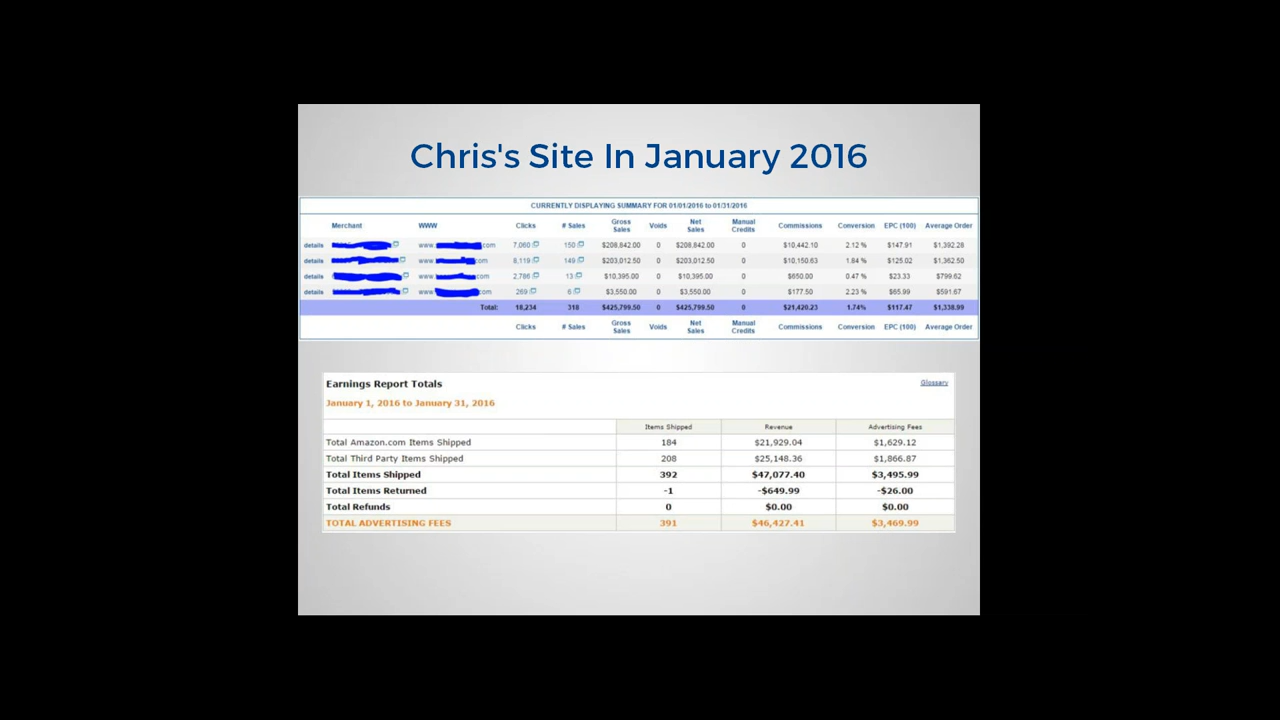 Chris's Site In January 2016
CURRENTLY DISPLAYING SUMMARY FOR 01/01/2016 to 01/31/2016
Merchant WWW Clicks # Sales Gross Sales Voids Net Sales Manual Credits Commissions Conversion EPC (100) Average Order
details www. .com 7,060 150 $208,842.00 0 $208,842.00 0 $10,442.10 2.12 % $147.91 $1,392.28
details www. .com 8,119 149 $203,012.50 0 $203,012.50 0 $10,150.63 1.84 % $125.02 $1,362.50
details www. .com 2,786 13 $10,395.00 0 $10,395.00 0 $650.00 0.47 % $23.33 $799.62
details www. .com 269 6 $3,550.00 0 $3,550.00 0 $177.50 2.23 % $65.99 $591.67
Total: 18,234 318 $425,799.50 0 $425,799.50 0 $21,420.23 1.74% $117.47 $1,338.99
Clicks # Sales Gross Sales Voids Net Sales Manual Credits Commissions Conversion EPC (100) Average Order
Earnings Report Totals Glossary
January 1, 2016 to January 31, 2016
Items Shipped Revenue Advertising Fees
Total Amazon.com Items Shipped 184 $21,929.04 $1,629.12
Total Third Party Items Shipped 208 $25,148.36 $1,866.87
Total Items Shipped 392 $47,077.40 $3,495.99
Total Items Returned -1 -$649.99 -$26.00
Total Refunds 0 $0.00 $0.00
TOTAL ADVERTISING FEES 391 $46,427.41 $3,469.99